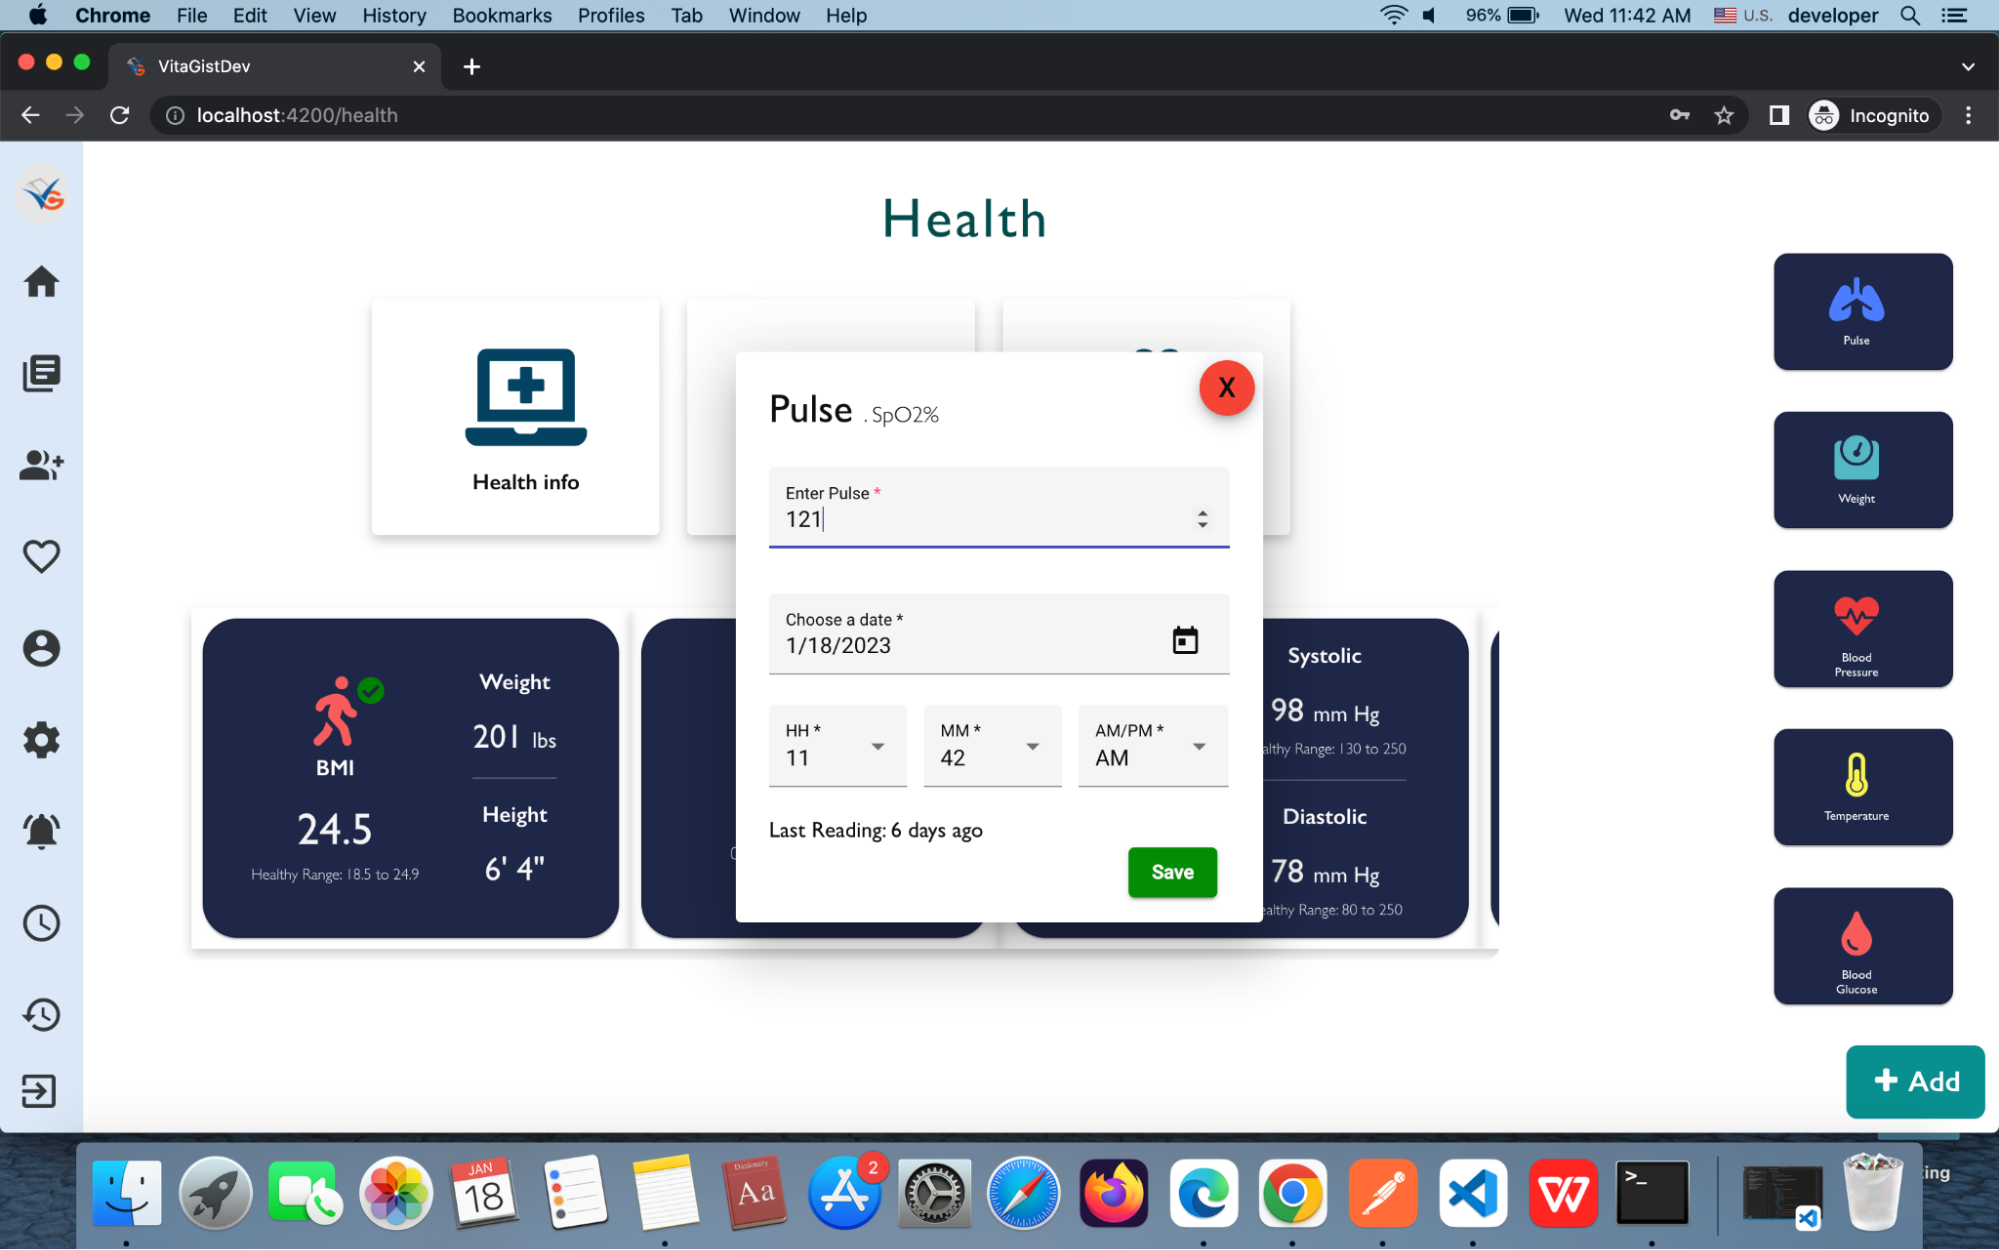 Chrome File Edit View History Bookmarks Profiles Tab Window Help 96% Wed 11:42 AM U.S. developer
VitaGistDev
localhost:4200/health Incognito
Health
Health info
Pulse . SpO2%
X
Enter Pulse *
121
Choose a date *
1/18/2023
HH * MM * AM/PM *
11 42 AM
Last Reading: 6 days ago
Save
Weight
201 lbs
BMI
24.5
Healthy Range: 18.5 to 24.9
Height
6' 4"
Systolic
98 mm Hg
althy Range: 130 to 250
Diastolic
78 mm Hg
ealthy Range: 80 to 250
Pulse
Weight
Blood
Pressure
Temperature
Blood
Glucose
+ Add
JAN
18
Dictionary
Aa
2
>_
ing